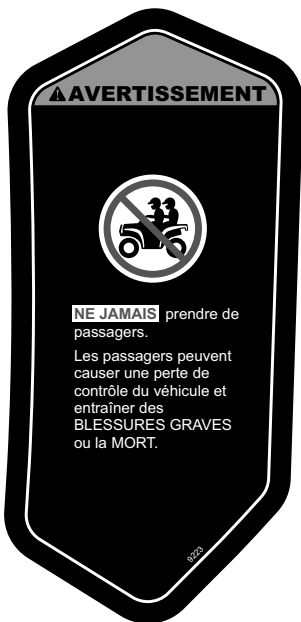 AVERTISSEMENT
NE JAMAIS prendre de
passagers.
Les passagers peuvent
causer une perte de
contrôle du véhicule et
entraîner des
BLESSURES GRAVES
ou la MORT.
9223